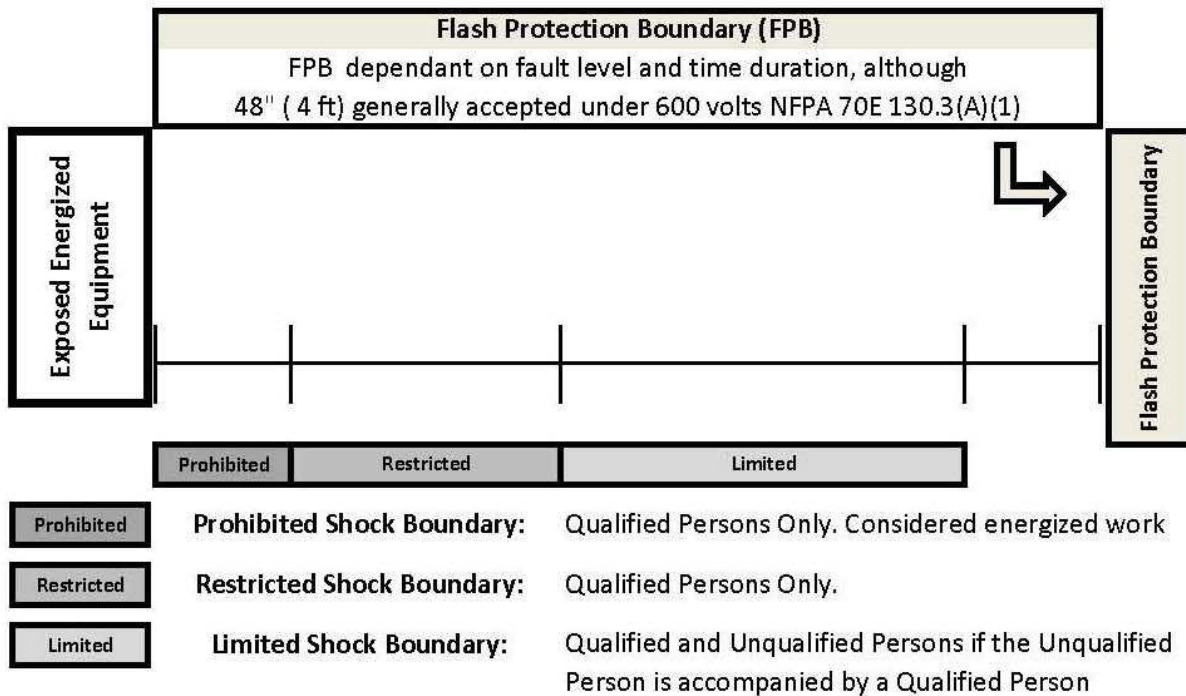 Flash Protection Boundary (FPB)
FPB dependant on fault level and time duration, although
48" ( 4 ft) generally accepted under 600 volts NFPA 70E 130.3(A)(1)
Exposed Energized
Equipment
Flash Protection Boundary
Prohibited
Restricted
Limited
Prohibited
Prohibited Shock Boundary:
Qualified Persons Only. Considered energized work
Restricted
Restricted Shock Boundary:
Qualified Persons Only.
Limited
Limited Shock Boundary:
Qualified and Unqualified Persons if the Unqualified
Person is accompanied by a Qualified Person